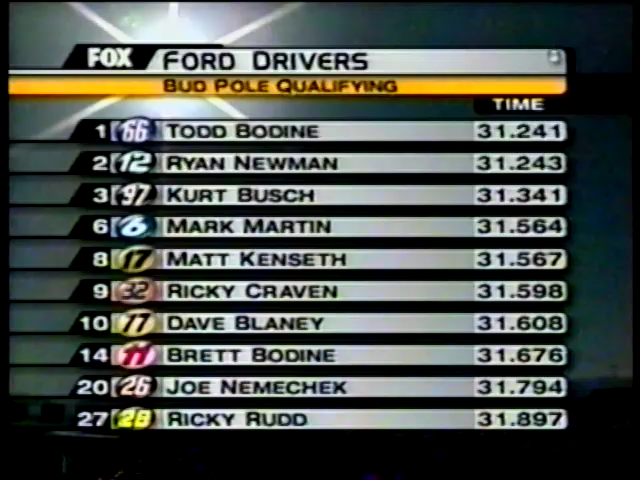 FOX FORD DRIVERS
BUD POLE QUALIFYING
TIME
1 66 TODD BODINE 31.241
2 12 RYAN NEWMAN 31.243
3 97 KURT BUSCH 31.341
6 6 MARK MARTIN 31.564
8 17 MATT KENSETH 31.567
9 32 RICKY CRAVEN 31.598
10 77 DAVE BLANEY 31.608
14 11 BRETT BODINE 31.676
20 26 JOE NEMECHEK 31.794
27 28 RICKY RUDD 31.897